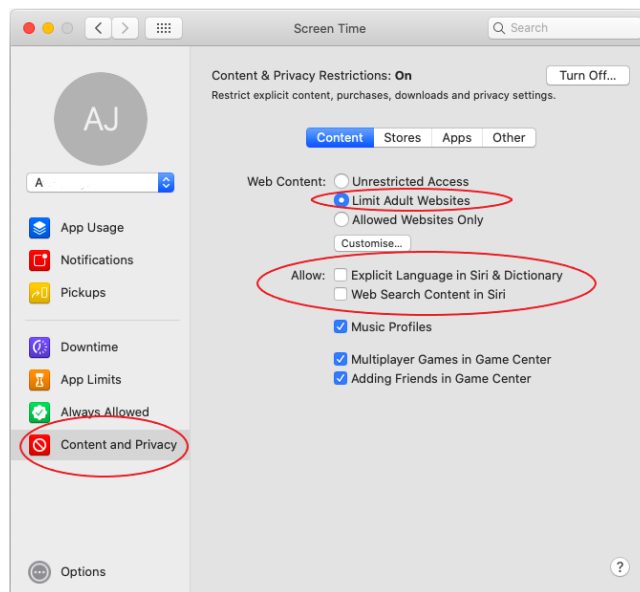 Screen Time
Search
AJ
A
App Usage
Notifications
Pickups
Downtime
App Limits
Always Allowed
Content and Privacy
Options
Content & Privacy Restrictions: On
Turn Off...
Restrict explicit content, purchases, downloads and privacy settings.
Content Stores Apps Other
Web Content: Unrestricted Access
Limit Adult Websites
Allowed Websites Only
Customise...
Allow: Explicit Language in Siri & Dictionary
Web Search Content in Siri
Music Profiles
Multiplayer Games in Game Center
Adding Friends in Game Center
?